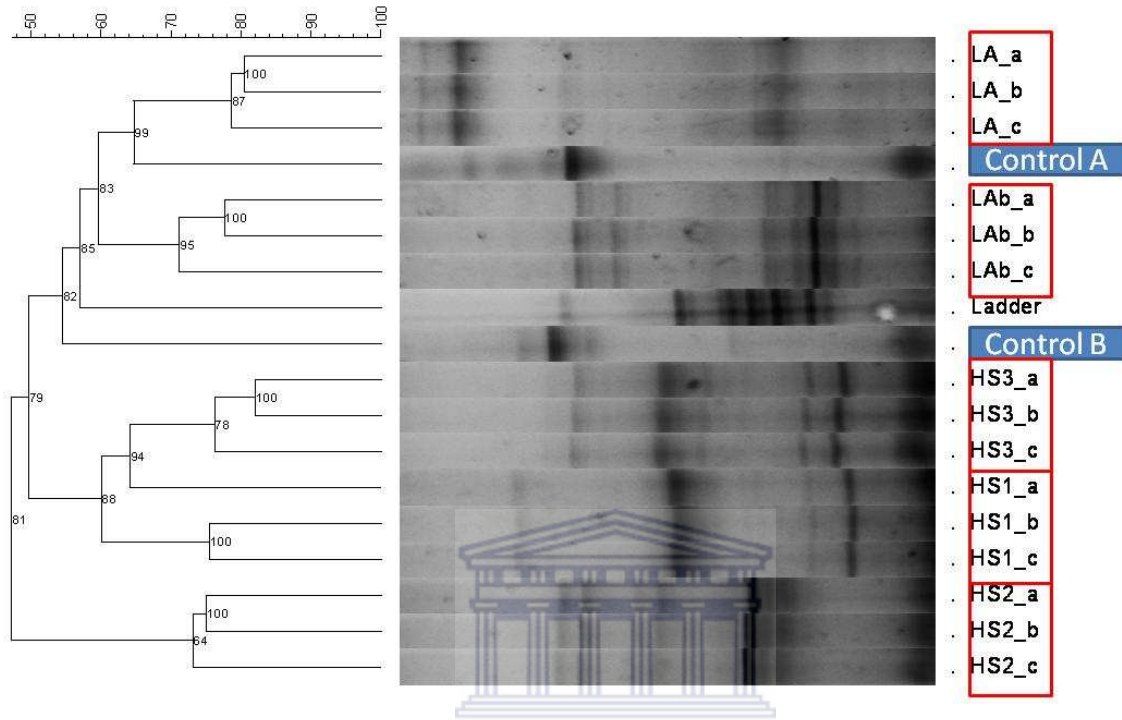 50 60 70 80 90 100
LA_a
100
LA_b
87
LA_c
99
Control A
83
LAb_a
100
LAb_b
85
95
LAb_c
82
Ladder
Control B
HS3_a
100
79
HS3_b
78
HS3_c
94
HS1_a
88
HS1_b
81
100
HS1_c
HS2_a
100
HS2_b
64
HS2_c